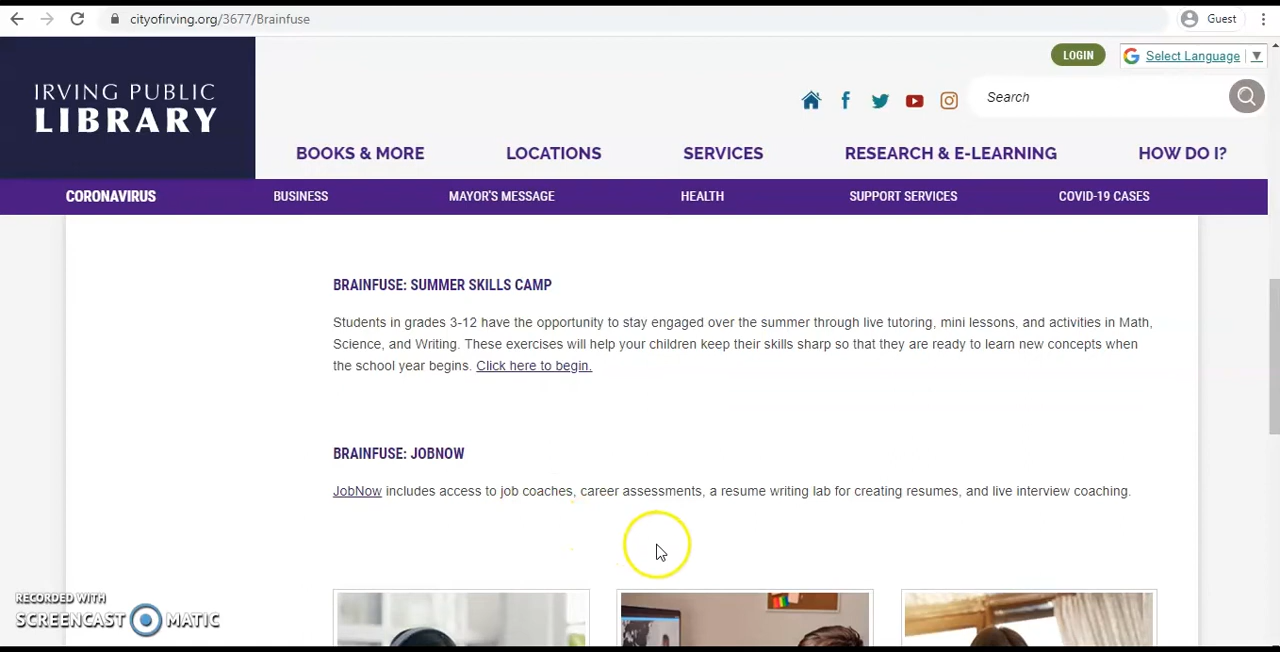 cityofirving.org/3677/Brainfuse
Guest
IRVING PUBLIC
LIBRARY
LOGIN
Select Language
Search
BOOKS & MORE
LOCATIONS
SERVICES
RESEARCH & E-LEARNING
HOW DO I?
CORONAVIRUS
BUSINESS
MAYOR'S MESSAGE
HEALTH
SUPPORT SERVICES
COVID-19 CASES
BRAINFUSE: SUMMER SKILLS CAMP
Students in grades 3-12 have the opportunity to stay engaged over the summer through live tutoring, mini lessons, and activities in Math,
Science, and Writing. These exercises will help your children keep their skills sharp so that they are ready to learn new concepts when
the school year begins. Click here to begin.
BRAINFUSE: JOBNOW
JobNow includes access to job coaches, career assessments, a resume writing lab for creating resumes, and live interview coaching.
RECORDED WITH
SCREENCAST MATIC